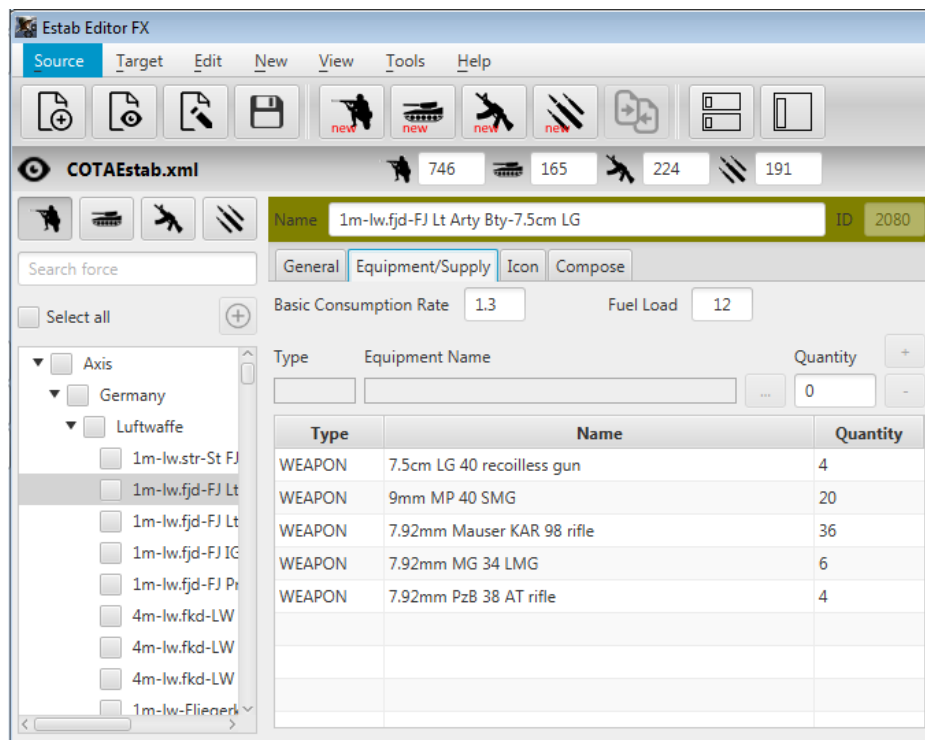 Estab Editor FX
Source Target Edit New View Tools Help
new new new new
COTAEstab.xml 746 165 224 191
Name 1m-lw.fjd-FJ Lt Arty Bty-7.5cm LG ID 2080
Search force
General Equipment/Supply Icon Compose
Select all
Basic Consumption Rate 1.3 Fuel Load 12
Axis
Germany
Luftwaffe
1m-lw.str-St FJ
1m-lw.fjd-FJ Lt
1m-lw.fjd-FJ Lt
1m-lw.fjd-FJ IG
1m-lw.fjd-FJ Pr
4m-lw.fkd-LW
4m-lw.fkd-LW
4m-lw.fkd-LW
1m-lw-Fliegerk
Type Equipment Name Quantity +
... 0 -
Type Name Quantity
WEAPON 7.5cm LG 40 recoilless gun 4
WEAPON 9mm MP 40 SMG 20
WEAPON 7.92mm Mauser KAR 98 rifle 36
WEAPON 7.92mm MG 34 LMG 6
WEAPON 7.92mm PzB 38 AT rifle 4